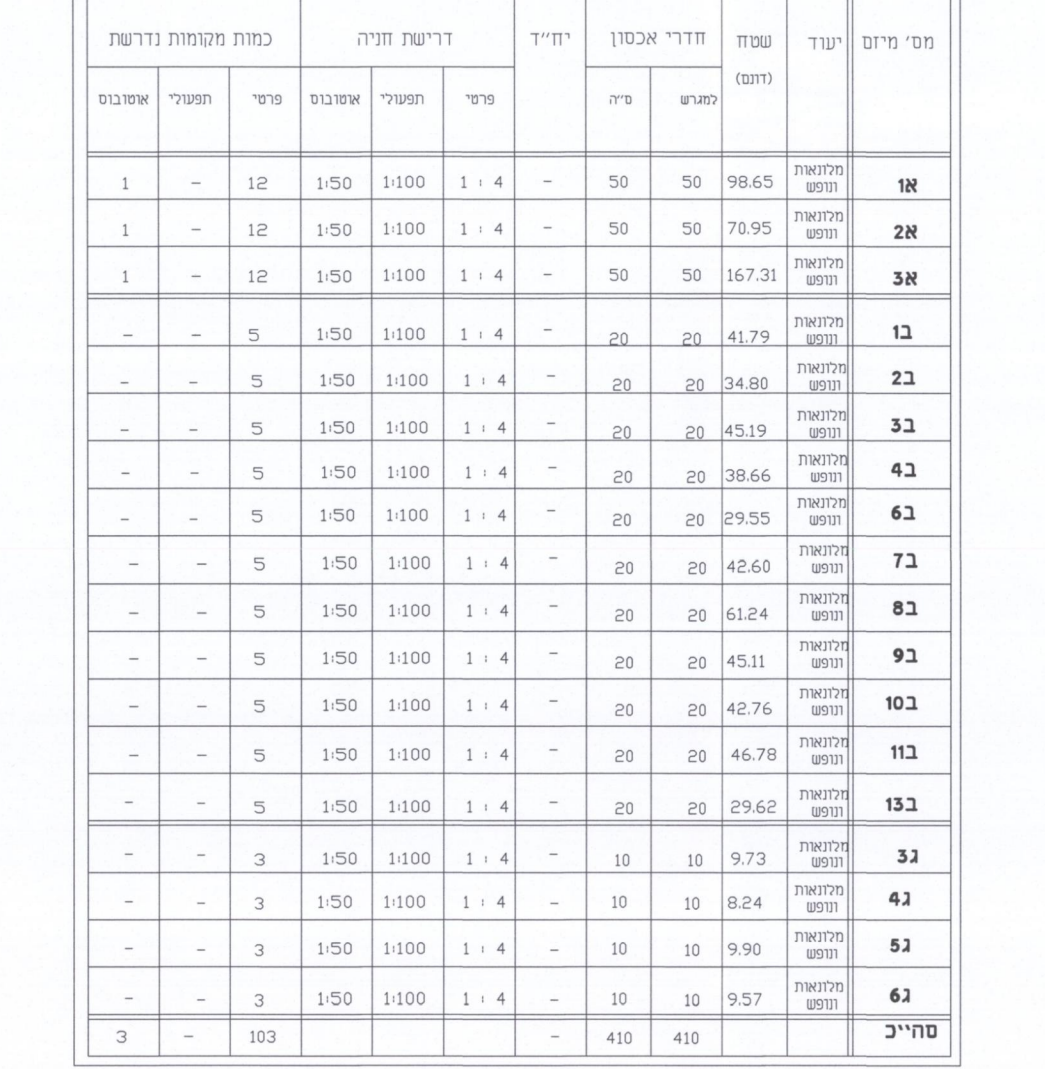 מס' מיזם יעוד שטח (דונם) חדרי אכסון יח"ד דרישת חניה כמות מקומות נדרשת
למגרש ס"ה פרטי תפעולי אוטובוס פרטי תפעולי אוטובוס
א1 מלונאות ונופש 98.65 50 50 - 1 : 4 1:100 1:50 12 - 1
א2 מלונאות ונופש 70.95 50 50 - 1 : 4 1:100 1:50 12 - 1
א3 מלונאות ונופש 167.31 50 50 - 1 : 4 1:100 1:50 12 - 1
ב1 מלונאות ונופש 41.79 20 20 - 1 : 4 1:100 1:50 5 - -
ב2 מלונאות ונופש 34.80 20 20 - 1 : 4 1:100 1:50 5 - -
ב3 מלונאות ונופש 45.19 20 20 - 1 : 4 1:100 1:50 5 - -
ב4 מלונאות ונופש 38.66 20 20 - 1 : 4 1:100 1:50 5 - -
ב6 מלונאות ונופש 29.55 20 20 - 1 : 4 1:100 1:50 5 - -
ב7 מלונאות ונופש 42.60 20 20 - 1 : 4 1:100 1:50 5 - -
ב8 מלונאות ונופש 61.24 20 20 - 1 : 4 1:100 1:50 5 - -
ב9 מלונאות ונופש 45.11 20 20 - 1 : 4 1:100 1:50 5 - -
ב10 מלונאות ונופש 42.76 20 20 - 1 : 4 1:100 1:50 5 - -
ב11 מלונאות ונופש 46.78 20 20 - 1 : 4 1:100 1:50 5 - -
ב13 מלונאות ונופש 29.62 20 20 - 1 : 4 1:100 1:50 5 - -
ג3 מלונאות ונופש 9.73 10 10 - 1 : 4 1:100 1:50 3 - -
ג4 מלונאות ונופש 8.24 10 10 - 1 : 4 1:100 1:50 3 - -
ג5 מלונאות ונופש 9.90 10 10 - 1 : 4 1:100 1:50 3 - -
ג6 מלונאות ונופש 9.57 10 10 - 1 : 4 1:100 1:50 3 - -
סה"כ 410 410 - 103 - 3